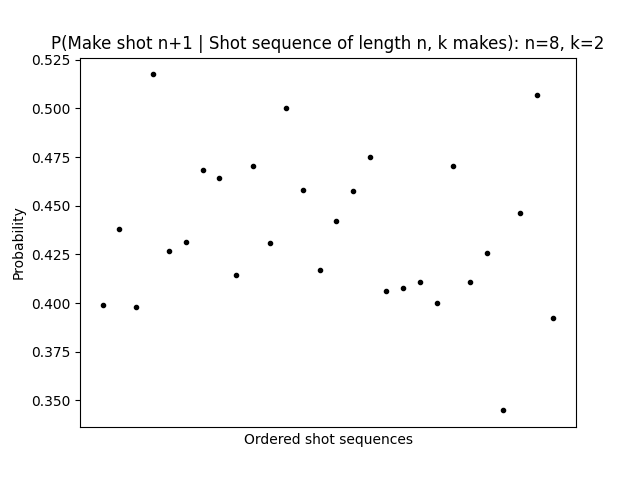 P(Make shot n+1 | Shot sequence of length n, k makes): n=8, k=2
0.525
0.500
0.475
0.450
0.425
0.400
0.375
0.350
Probability
Ordered shot sequences